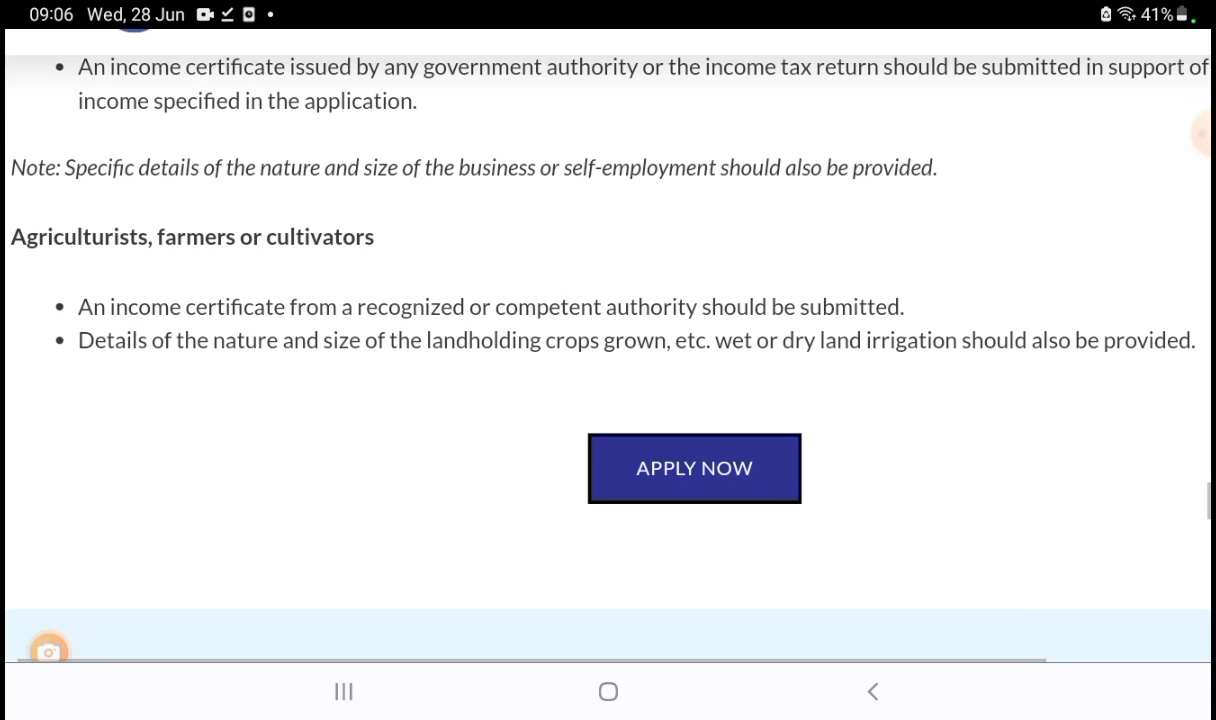 09:06 Wed, 28 Jun
41%
• An income certificate issued by any government authority or the income tax return should be submitted in support of
income specified in the application.
Note: Specific details of the nature and size of the business or self-employment should also be provided.
Agriculturists, farmers or cultivators
• An income certificate from a recognized or competent authority should be submitted.
• Details of the nature and size of the landholding crops grown, etc. wet or dry land irrigation should also be provided.
APPLY NOW